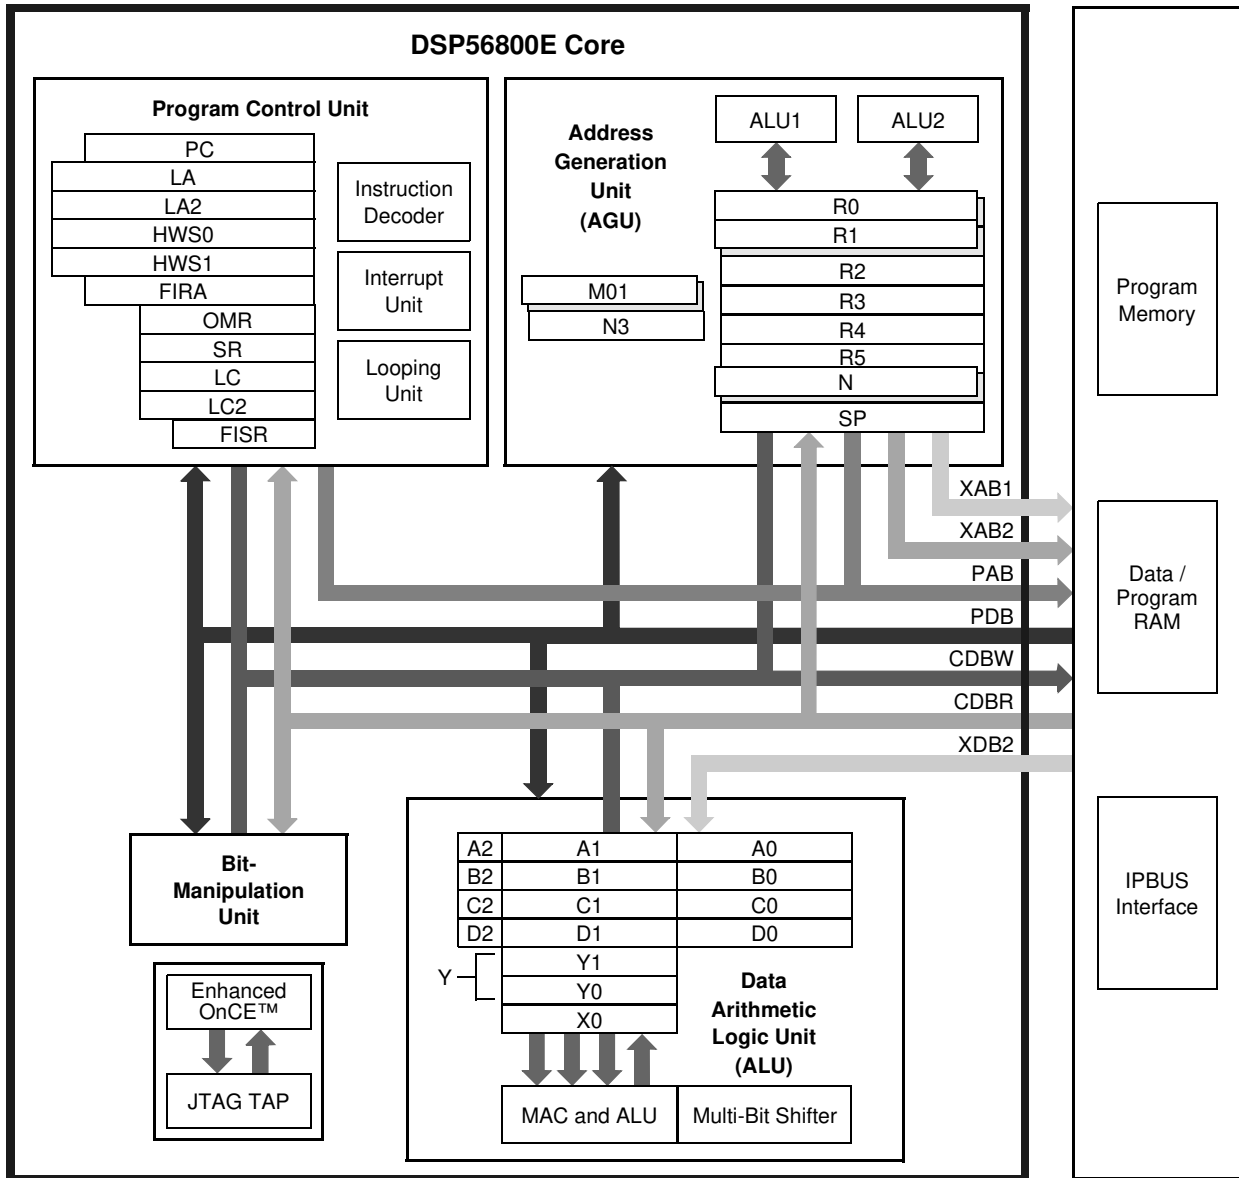 DSP56800E Core
Program Control Unit
PC
LA
LA2
HWS0
HWS1
FIRA
OMR
SR
LC
LC2
FISR
Instruction
Decoder
Interrupt
Unit
Looping
Unit
Address
Generation
Unit
(AGU)
ALU1
ALU2
R0
R1
R2
R3
R4
R5
N
SP
M01
N3
XAB1
XAB2
PAB
PDB
CDBW
CDBR
XDB2
Program
Memory
Data /
Program
RAM
IPBUS
Interface
Bit-
Manipulation
Unit
Enhanced
OnCE™
JTAG TAP
A2 A1 A0
B2 B1 B0
C2 C1 C0
D2 D1 D0
Y
Y1
Y0
X0
Data
Arithmetic
Logic Unit
(ALU)
MAC and ALU
Multi-Bit Shifter